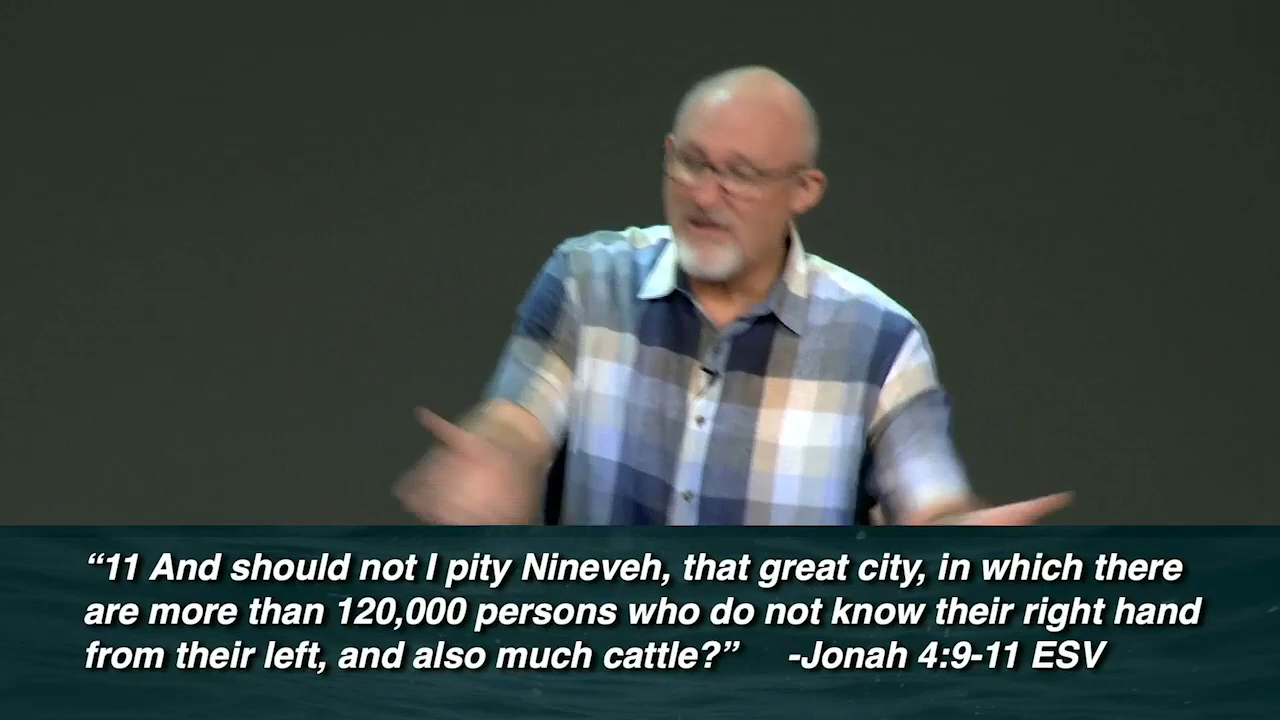 “11 And should not I pity Nineveh, that great city, in which there
are more than 120,000 persons who do not know their right hand
from their left, and also much cattle?” -Jonah 4:9-11 ESV